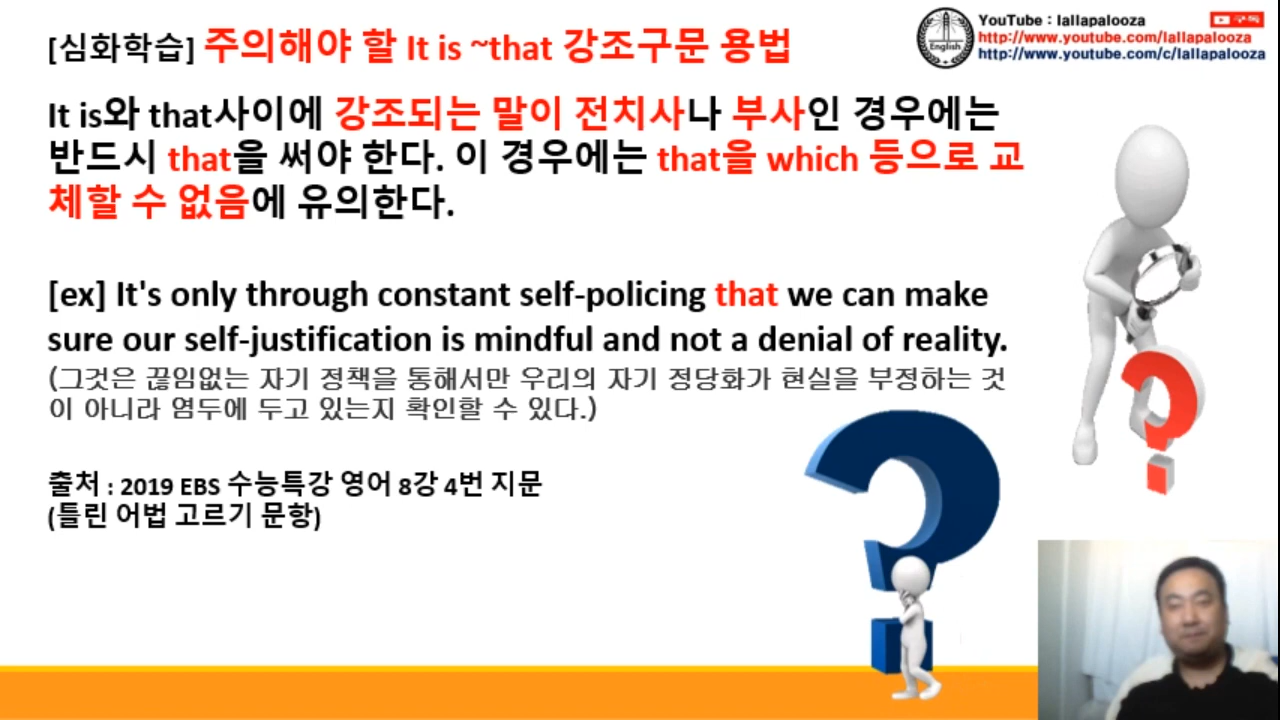 [심화학습] 주의해야 할 It is ~that 강조구문 용법
YouTube : lallapalooza
구독
http://www.youtube.com/lallapalooza
http://www.youtube.com/c/lallapalooza
English
It is와 that사이에 강조되는 말이 전치사나 부사인 경우에는
반드시 that을 써야 한다. 이 경우에는 that을 which 등으로 교
체할 수 없음에 유의한다.
[ex] It's only through constant self-policing that we can make
sure our self-justification is mindful and not a denial of reality.
(그것은 끊임없는 자기 정책을 통해서만 우리의 자기 정당화가 현실을 부정하는 것
이 아니라 염두에 두고 있는지 확인할 수 있다.)
출처 : 2019 EBS 수능특강 영어 8강 4번 지문
(틀린 어법 고르기 문항)